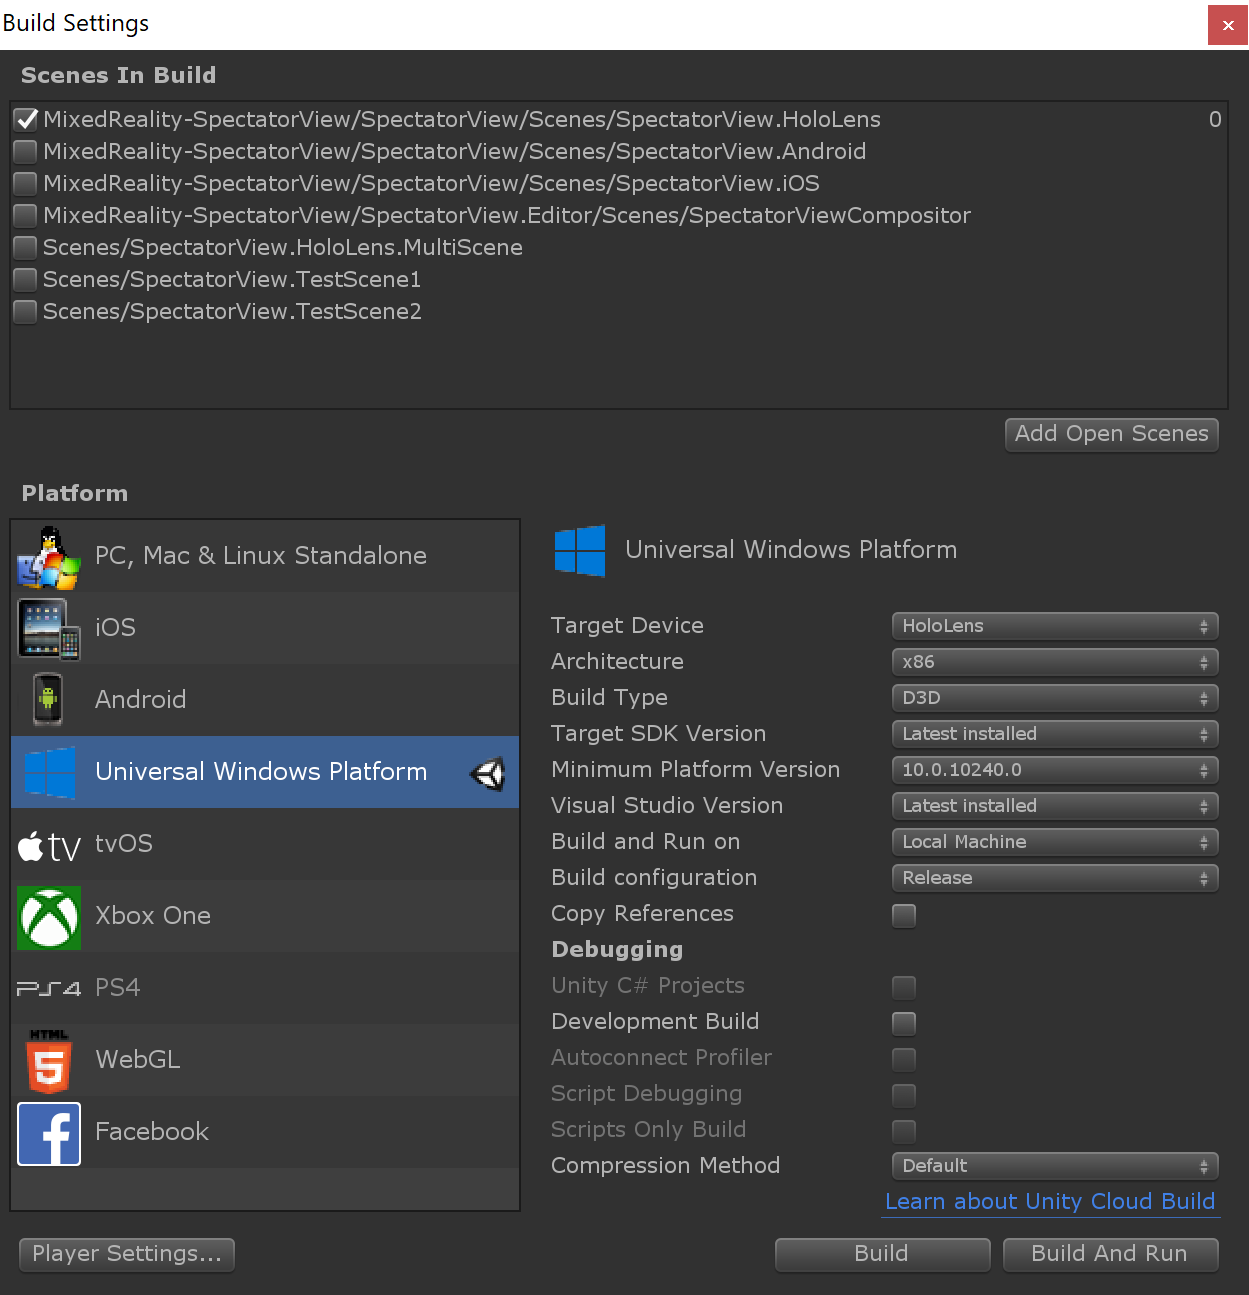 Build Settings
Scenes In Build
MixedReality-SpectatorView/SpectatorView/Scenes/SpectatorView.HoloLens 0
MixedReality-SpectatorView/SpectatorView/Scenes/SpectatorView.Android
MixedReality-SpectatorView/SpectatorView/Scenes/SpectatorView.iOS
MixedReality-SpectatorView/SpectatorView.Editor/Scenes/SpectatorViewCompositor
Scenes/SpectatorView.HoloLens.MultiScene
Scenes/SpectatorView.TestScene1
Scenes/SpectatorView.TestScene2
Add Open Scenes
Platform
PC, Mac & Linux Standalone
iOS
Android
Universal Windows Platform
tv tvOS
Xbox One
PS4 PS4
HTML 5 WebGL
f Facebook
Universal Windows Platform
Target Device HoloLens
Architecture x86
Build Type D3D
Target SDK Version Latest installed
Minimum Platform Version 10.0.10240.0
Visual Studio Version Latest installed
Build and Run on Local Machine
Build configuration Release
Copy References
Debugging
Unity C# Projects
Development Build
Autoconnect Profiler
Script Debugging
Scripts Only Build
Compression Method Default
Learn about Unity Cloud Build
Player Settings...
Build
Build And Run